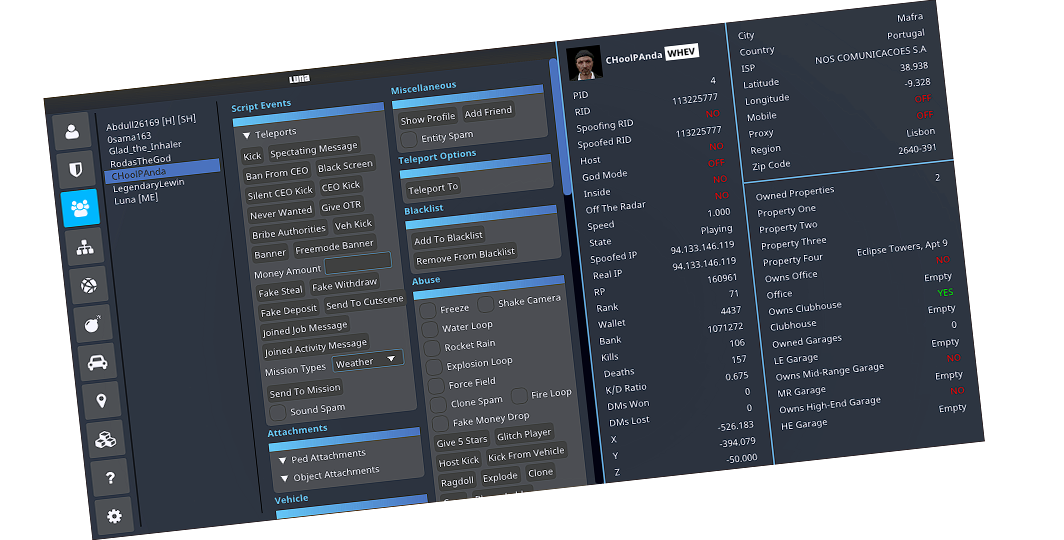 LUNA
Abdull26169 [H] [SH]
0sama163
Glad_the_Inhaler
RodasTheGod
CHoolPAnda
LegendaryLewin
Luna [ME]
Script Events
Teleports
Kick Spectating Message
Ban From CEO Black Screen
Silent CEO Kick CEO Kick
Never Wanted Give OTR
Bribe Authorities Veh Kick
Banner Freemode Banner
Money Amount
Fake Steal Fake Withdraw
Fake Deposit Send To Cutscene
Joined Job Message
Joined Activity Message
Mission Types Weather
Send To Mission
Sound Spam
Attachments
Ped Attachments
Object Attachments
Vehicle
Miscellaneous
Show Profile Add Friend
Entity Spam
Teleport Options
Teleport To
Blacklist
Add To Blacklist
Remove From Blacklist
Abuse
Freeze Shake Camera
Water Loop
Rocket Rain
Explosion Loop
Force Field
Clone Spam Fire Loop
Fake Money Drop
Give 5 Stars Glitch Player
Host Kick Kick From Vehicle
Ragdoll Explode Clone
CHoolPAnda WHEV
PID 4
RID 113225777
Spoofing RID NO
Spoofed RID 113225777
Host NO
God Mode OFF
Inside NO
Off The Radar NO
Speed 1.000
State Playing
Spoofed IP 94.133.146.119
Real IP 94.133.146.119
RP 160961
Rank 71
Wallet 4437
Bank 1071272
Kills 106
Deaths 157
K/D Ratio 0.675
DMs Won 0
DMs Lost 0
X -526.183
Y -394.079
Z -50.000
City Mafra
Country Portugal
ISP NOS COMUNICACOES S.A
Latitude 38.938
Longitude -9.328
Mobile OFF
Proxy OFF
Region Lisbon
Zip Code 2640-391
Owned Properties 2
Property One
Property Two
Property Three
Property Four Eclipse Towers, Apt 9
Owns Office NO
Office Empty
Owns Clubhouse YES
Clubhouse Empty
Owned Garages 0
LE Garage Empty
Owns Mid-Range Garage NO
MR Garage Empty
Owns High-End Garage NO
HE Garage Empty